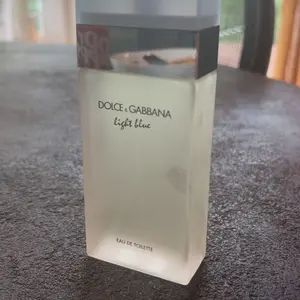 DOLCE & GABBANA
light blue
EAU DE TOILETTE